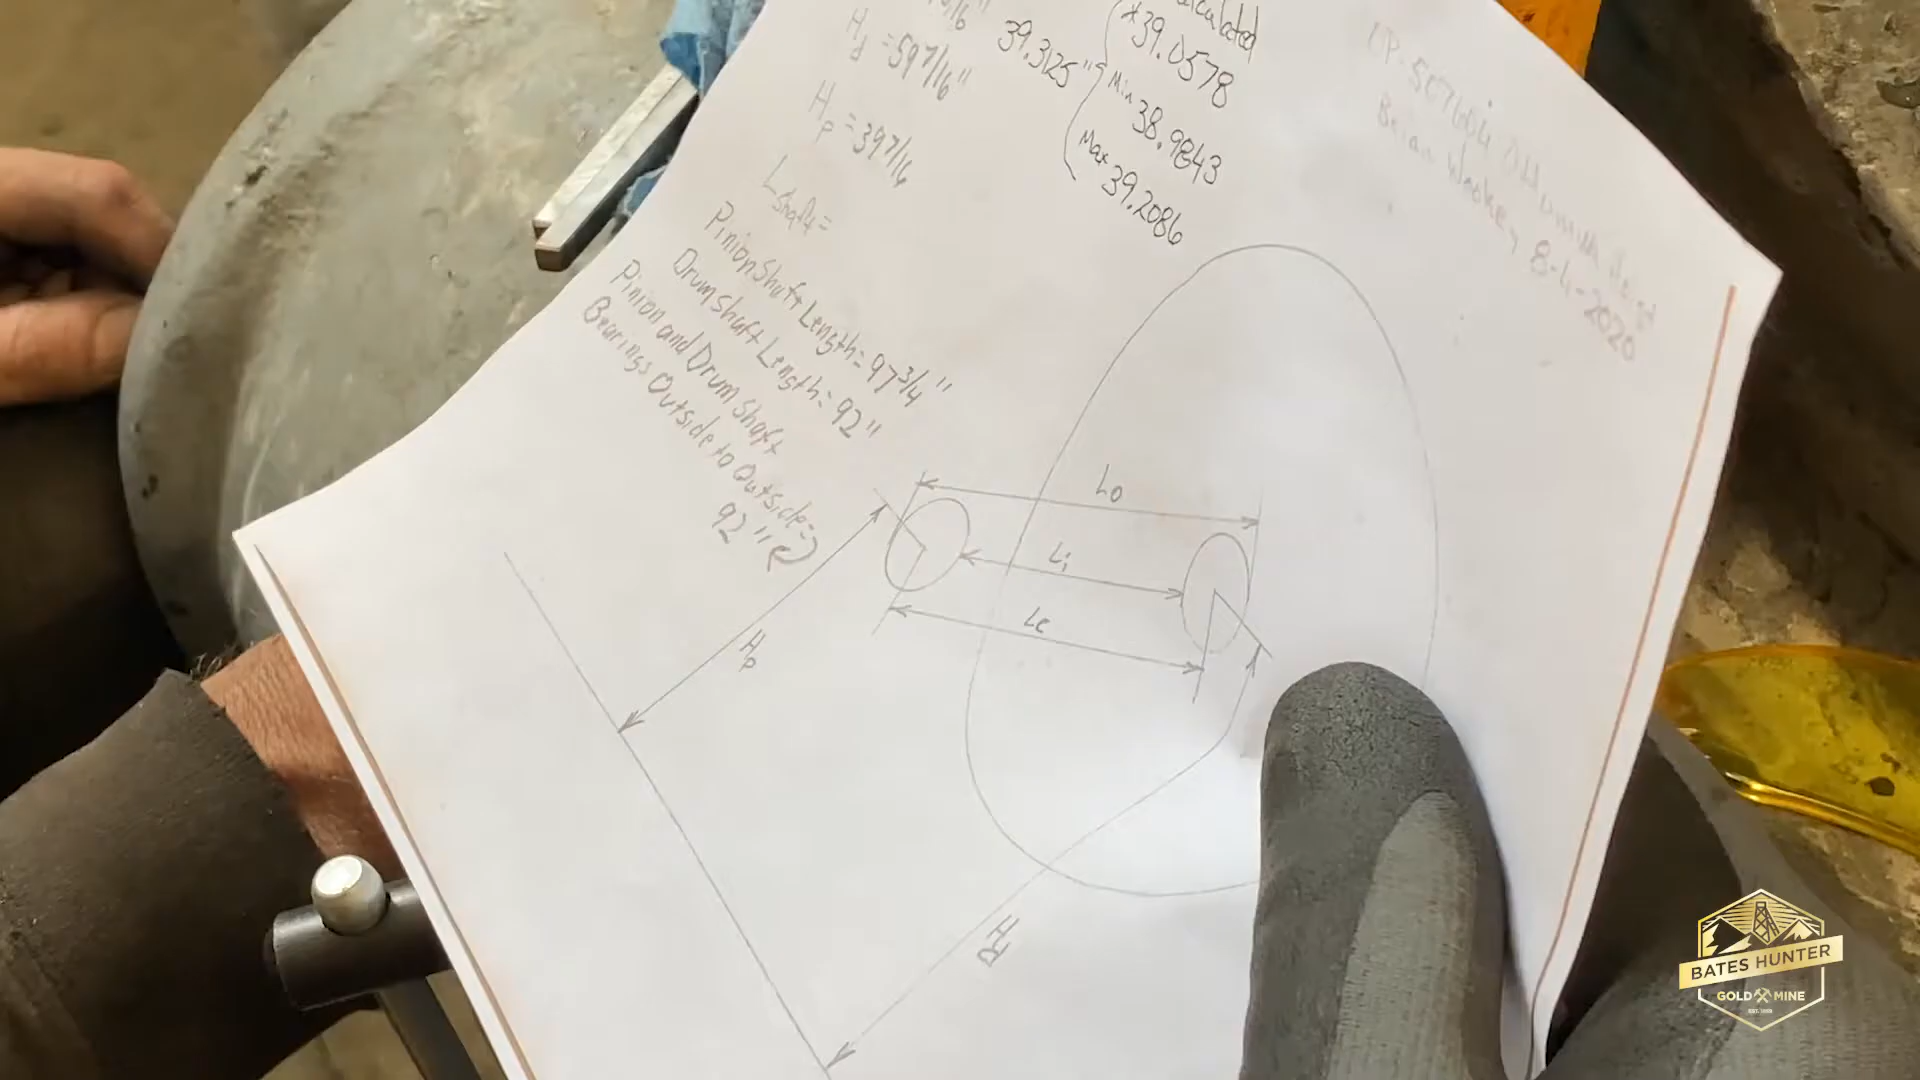 Calculated
39.3125"
*39.0578
Min 38.9843
Max 39.2086
Hd = 59 7/16"
Hp = 39 7/16
Lshaft =
Pinion Shaft Length = 97 3/4"
Drum Shaft Length = 92"
Pinion and Drum Shaft
Bearings Outside to Outside =
92"
8-4-2020
Lo
Li
Lc
Hp
Hd
BATES HUNTER
GOLD MINE